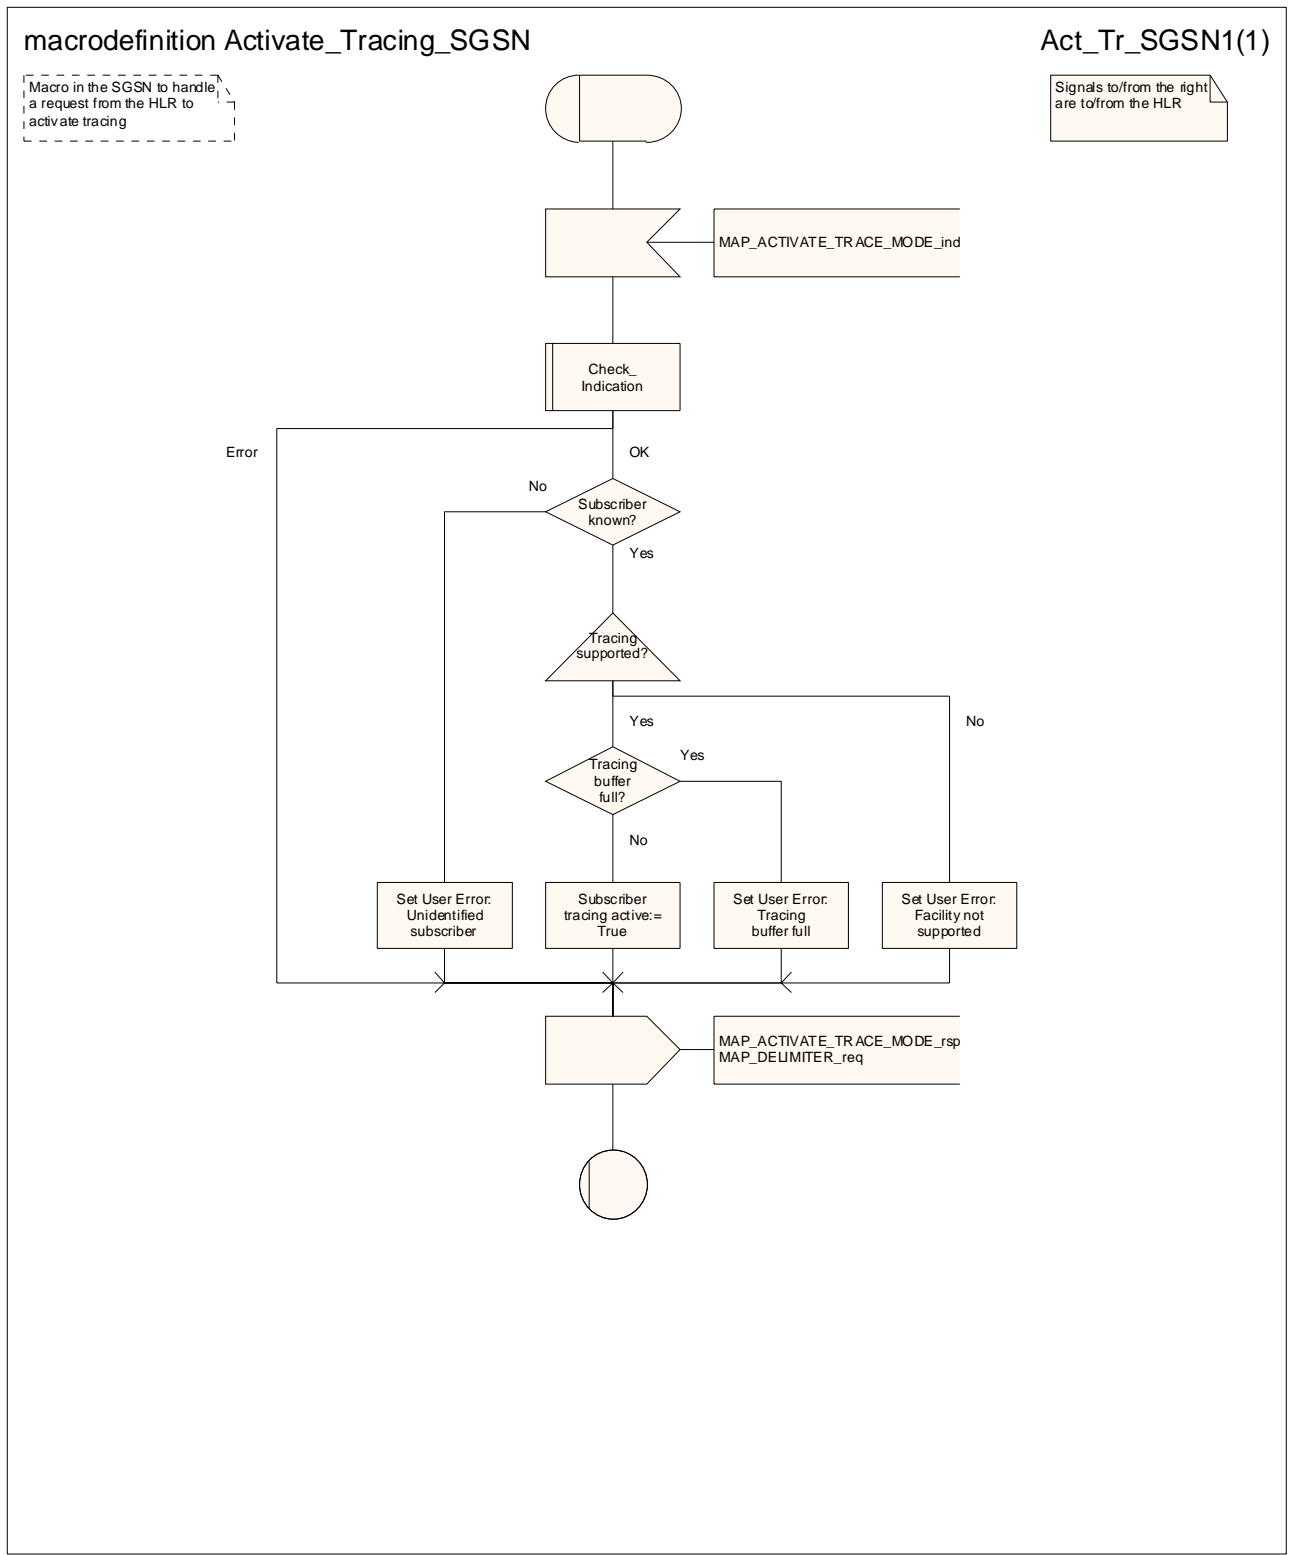 macrodefinition Activate_Tracing_SGSN
Act_Tr_SGSN1(1)
Macro in the SGSN to handle
a request from the HLR to
activate tracing
Signals to/from the right
are to/from the HLR
MAP_ACTIVATE_TRACE_MODE_ind
Check_
Indication
Error
OK
No
Subscriber
known?
Yes
Tracing
supported?
Yes
No
Yes
Tracing
buffer
full?
No
Set User Error:
Unidentified
subscriber
Subscriber
tracing active:=
True
Set User Error:
Tracing
buffer full
Set User Error:
Facility not
supported
MAP_ACTIVATE_TRACE_MODE_rsp
MAP_DELIMITER_req